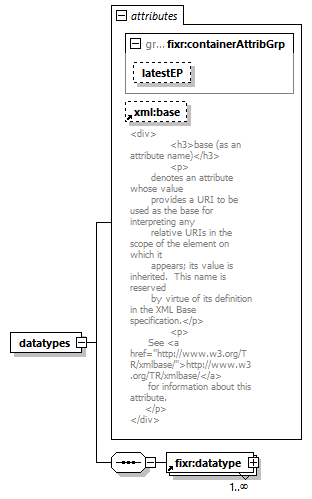 attributes
gr... fixr:containerAttribGrp
latestEP
xml:base
<div>
<h3>base (as an
attribute name)</h3>
<p>
denotes an attribute
whose value
provides a URI to be
used as the base for
interpreting any
relative URIs in the
scope of the element on
which it
appears; its value is
inherited.  This name is
reserved
by virtue of its definition
in the XML Base
specification.</p>
<p>
See <a
href="http://www.w3.org/T
R/xmlbase/">http://www.w3
.org/TR/xmlbase/</a>
for information about this
attribute.
</p>
</div>
datatypes
fixr:datatype
1..∞